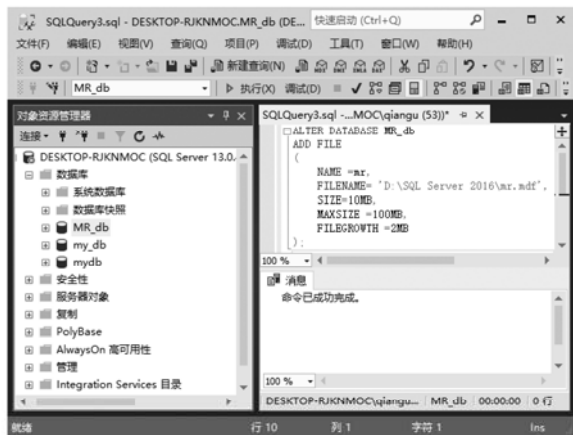 SQLQuery3.sql - DESKTOP-RJKNMOC.MR_db (DE...
快速启动 (Ctrl+Q)
文件(F) 编辑(E) 视图(V) 查询(Q) 项目(P) 调试(D) 工具(T) 窗口(W) 帮助(H)
新建查询(N)
MR_db
执行(X) 调试(D)
对象资源管理器
连接
DESKTOP-RJKNMOC (SQL Server 13.0.
数据库
系统数据库
数据库快照
MR_db
my_db
mydb
安全性
服务器对象
复制
PolyBase
AlwaysOn 高可用性
管理
Integration Services 目录
SQLQuery3.sql -...MOC\qiangu (53))*
ALTER DATABASE MR_db
ADD FILE
(
NAME =mr,
FILENAME= 'D:\SQL Server 2016\mr.mdf',
SIZE=10MB,
MAXSIZE =100MB,
FILEGROWTH =2MB
);
100 %
消息
命令已成功完成。
100 %
DESKTOP-RJKNMOC\qiangu... MR_db 00:00:00 0 行
就绪 行 10 列 1 字符 1 Ins